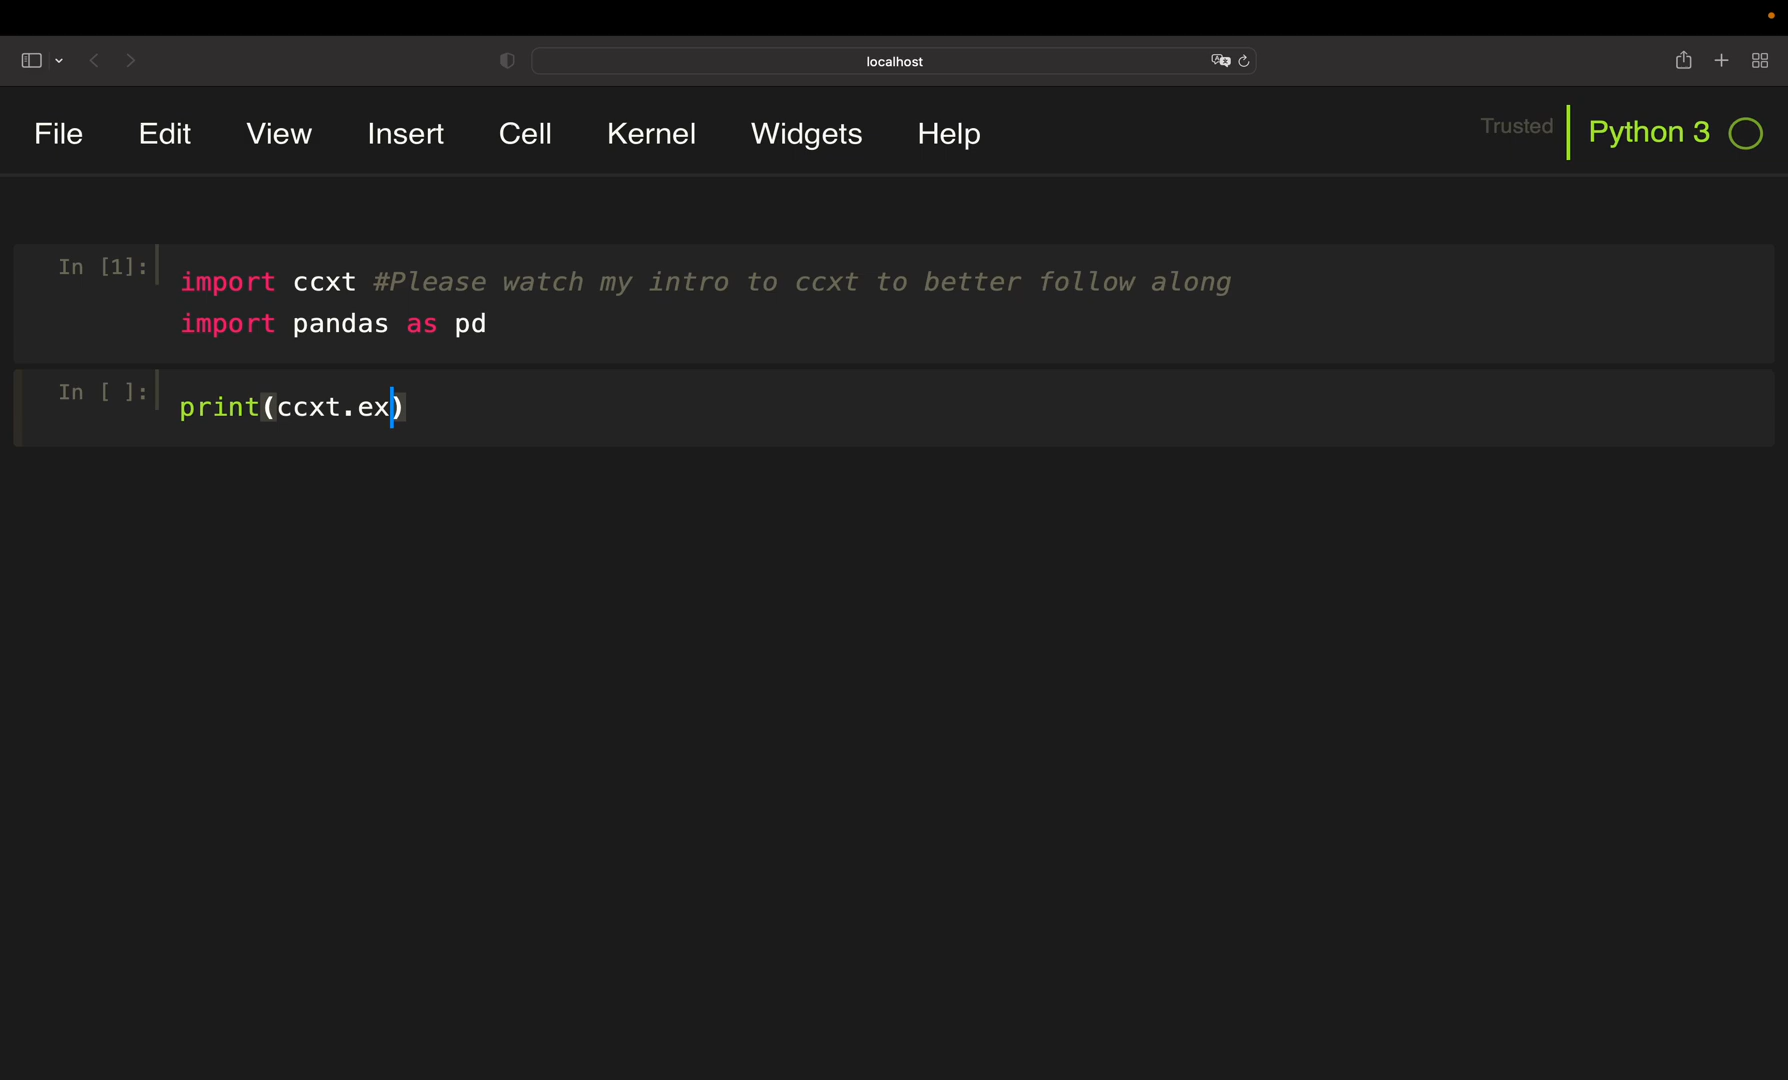 localhost
File Edit View Insert Cell Kernel Widgets Help Trusted Python 3
In [1]: import ccxt #Please watch my intro to ccxt to better follow along
import pandas as pd
In [ ]: print(ccxt.ex)